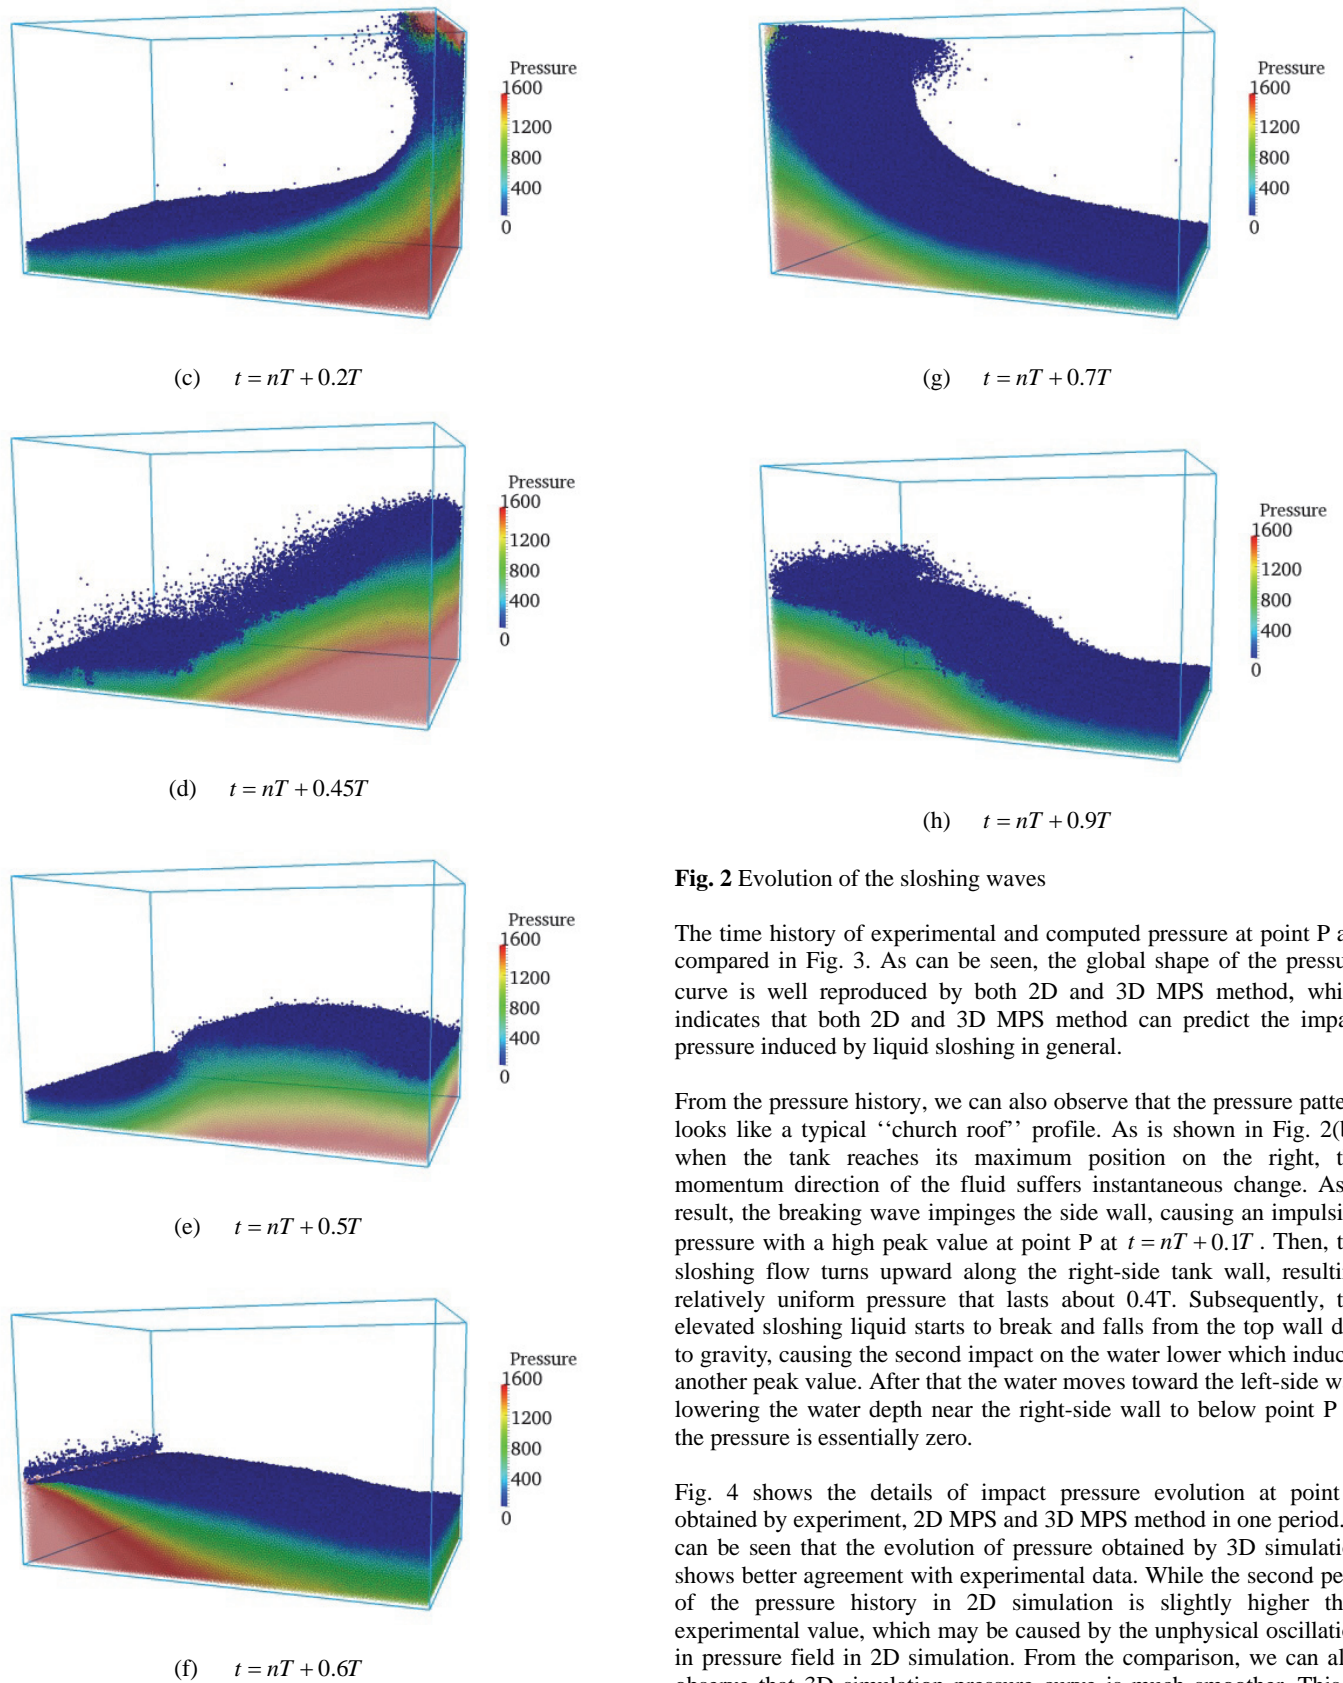 Pressure
1600
1200
800
400
0
(c) t = nT + 0.2T
Pressure
1600
1200
800
400
0
(d) t = nT + 0.45T
Pressure
1600
1200
800
400
0
(e) t = nT + 0.5T
Pressure
1600
1200
800
400
0
(f) t = nT + 0.6T
Pressure
1600
1200
800
400
0
(g) t = nT + 0.7T
Pressure
1600
1200
800
400
0
(h) t = nT + 0.9T
Fig. 2 Evolution of the sloshing waves
The time history of experimental and computed pressure at point P a
compared in Fig. 3. As can be seen, the global shape of the pressu
curve is well reproduced by both 2D and 3D MPS method, whi
indicates that both 2D and 3D MPS method can predict the impa
pressure induced by liquid sloshing in general.
From the pressure history, we can also observe that the pressure patte
looks like a typical ‘‘church roof’’ profile. As is shown in Fig. 2(b
when the tank reaches its maximum position on the right, t
momentum direction of the fluid suffers instantaneous change. As
result, the breaking wave impinges the side wall, causing an impulsi
pressure with a high peak value at point P at t = nT + 0.1T . Then, t
sloshing flow turns upward along the right-side tank wall, resultin
relatively uniform pressure that lasts about 0.4T. Subsequently, t
elevated sloshing liquid starts to break and falls from the top wall d
to gravity, causing the second impact on the water lower which induc
another peak value. After that the water moves toward the left-side w
lowering the water depth near the right-side wall to below point P
the pressure is essentially zero.
Fig. 4 shows the details of impact pressure evolution at point
obtained by experiment, 2D MPS and 3D MPS method in one period.
can be seen that the evolution of pressure obtained by 3D simulatio
shows better agreement with experimental data. While the second pe
of the pressure history in 2D simulation is slightly higher th
experimental value, which may be caused by the unphysical oscillatio
in pressure field in 2D simulation. From the comparison, we can al
observe that 3D simulation pressure curve is much smoother. This